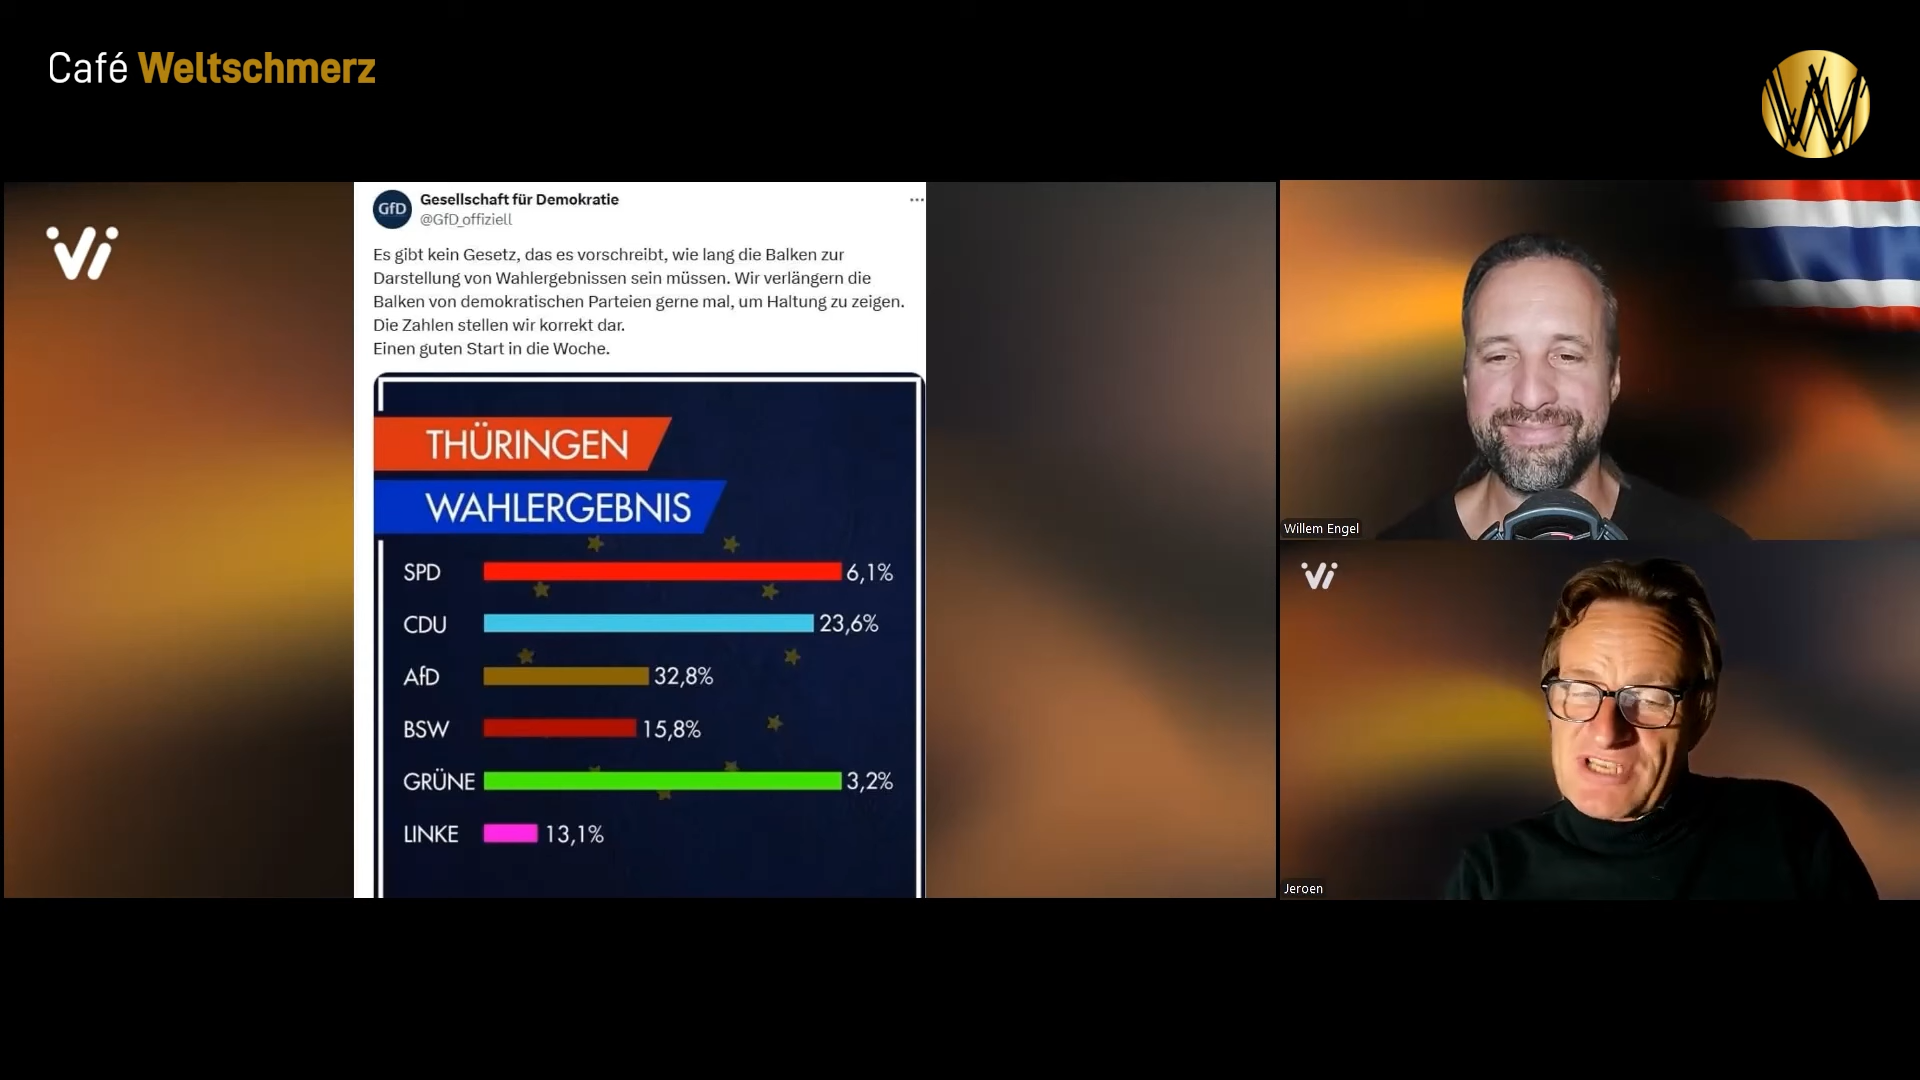 Café Weltschmerz
GfD
Gesellschaft für Demokratie
@GfD_offiziell
Es gibt kein Gesetz, das es vorschreibt, wie lang die Balken zur
Darstellung von Wahlergebnissen sein müssen. Wir verlängern die
Balken von demokratischen Parteien gerne mal, um Haltung zu zeigen.
Die Zahlen stellen wir korrekt dar.
Einen guten Start in die Woche.
THÜRINGEN
WAHLERGEBNIS
SPD 6,1%
CDU 23,6%
AfD 32,8%
BSW 15,8%
GRÜNE 3,2%
LINKE 13,1%
Willem Engel
Jeroen